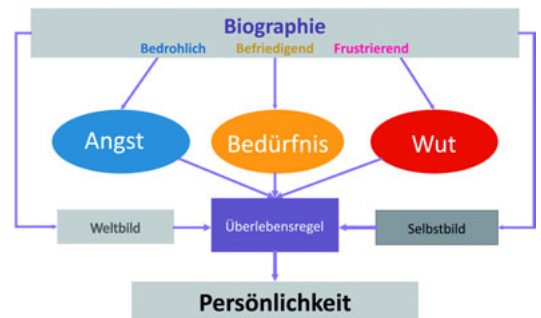 Biographie
Bedrohlich Befriedigend Frustrierend
Angst Bedürfnis Wut
Weltbild Überlebensregel Selbstbild
Persönlichkeit